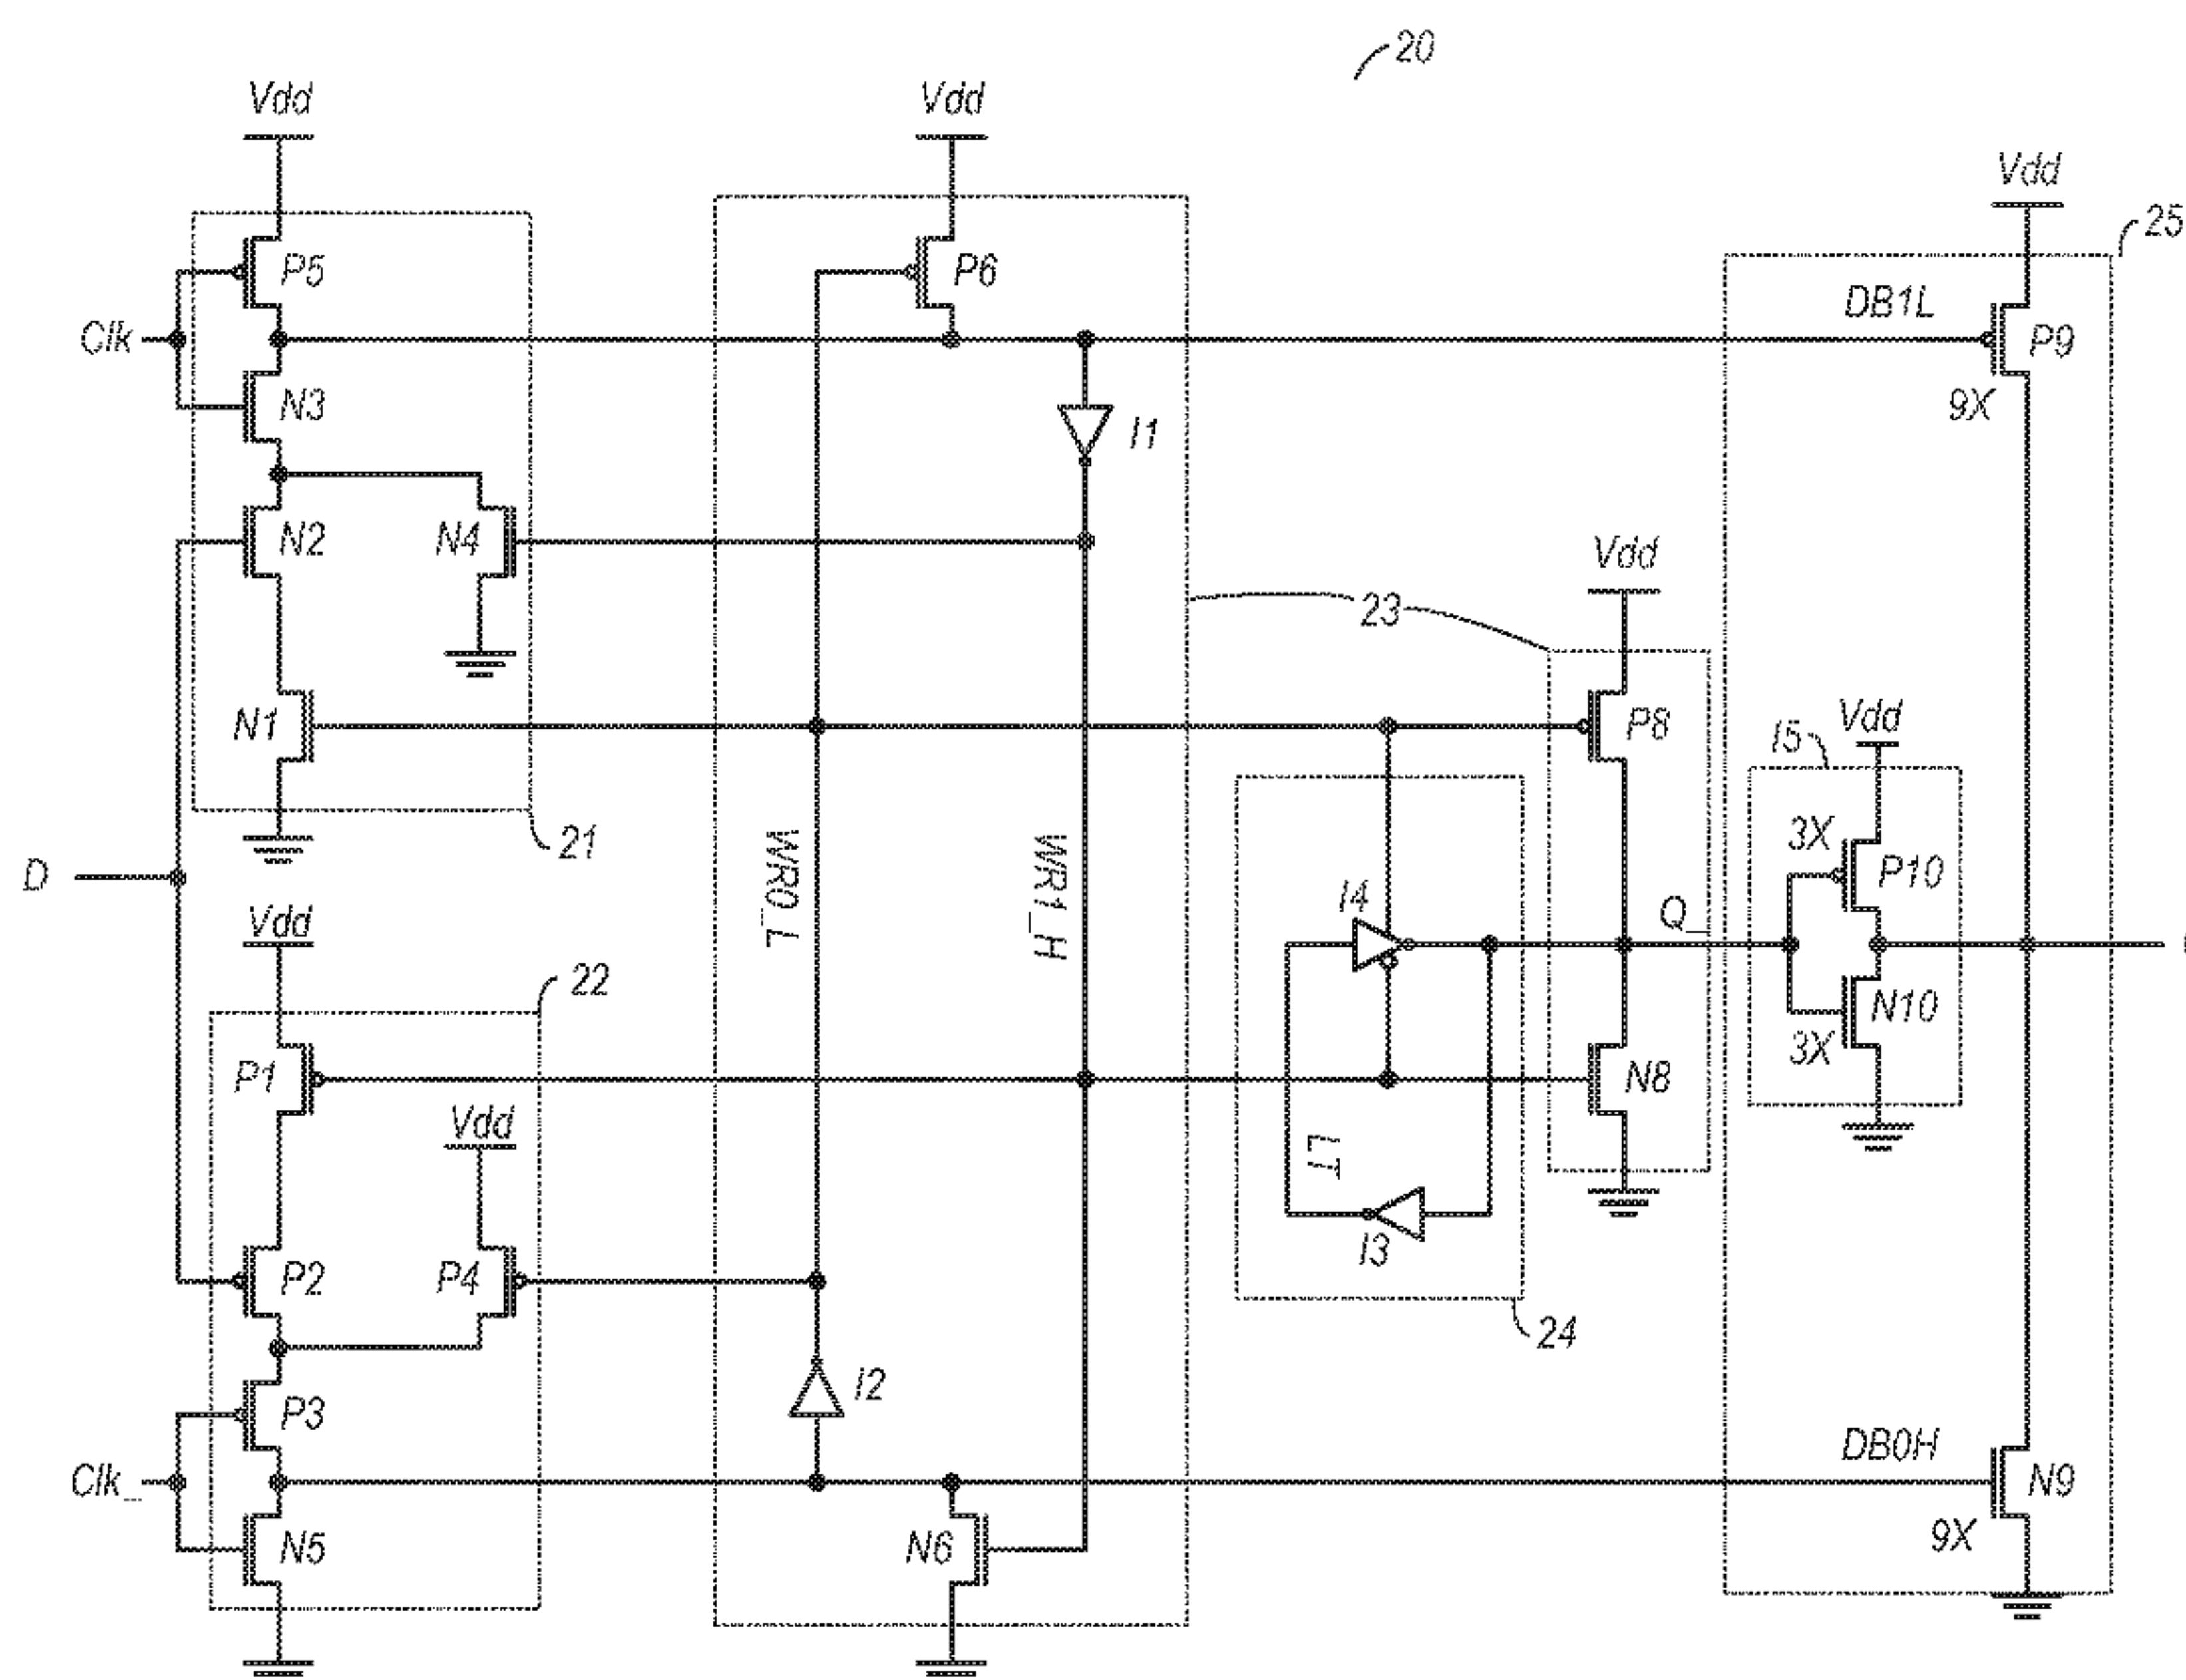 20
Vdd
Vdd
Vdd
25
P5
P6
DB1L
P9
9X
Clk
N3
I1
N2
N4
Vdd
23
N1
P8
Vdd
I5
21
D
WR0_L
WR1_H
3X
P10
I4
Q_
Vdd
22
N10
3X
P1
N8
Vdd
LT
I3
P2
P4
24
I2
P3
DB0H
Clk_
N9
N5
N6
9X